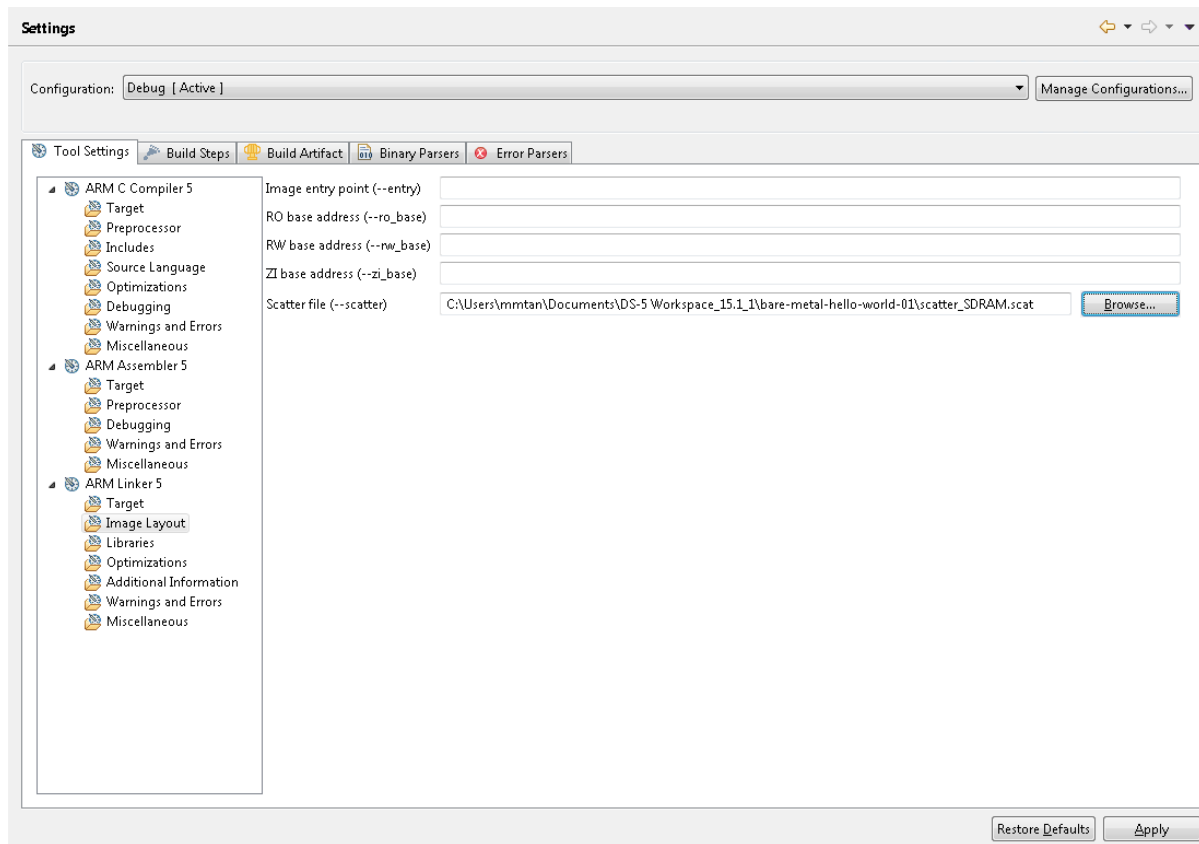 Settings
Configuration: Debug [ Active ] Manage Configurations...
Tool Settings Build Steps Build Artifact Binary Parsers Error Parsers
ARM C Compiler 5
Target
Preprocessor
Includes
Source Language
Optimizations
Debugging
Warnings and Errors
Miscellaneous
ARM Assembler 5
Target
Preprocessor
Debugging
Warnings and Errors
Miscellaneous
ARM Linker 5
Target
Image Layout
Libraries
Optimizations
Additional Information
Warnings and Errors
Miscellaneous
Image entry point (--entry)
RO base address (--ro_base)
RW base address (--rw_base)
ZI base address (--zi_base)
Scatter file (--scatter) C:\Users\mmtan\Documents\DS-5 Workspace_15.1_1\bare-metal-hello-world-01\scatter_SDRAM.scat Browse...
Restore Defaults Apply